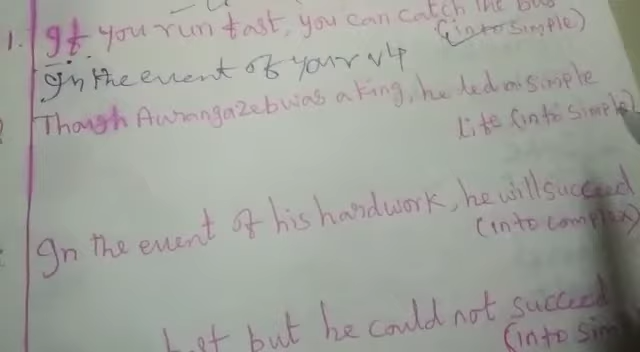 1. If you run fast, you can catch the bus
(into simple)
In the event of your v4
Though Aurangazeb was a king, he led a simple
life (into simple)
In the event of his hardwork, he will succeed
(into complex)
but he could not succeed
(into sim